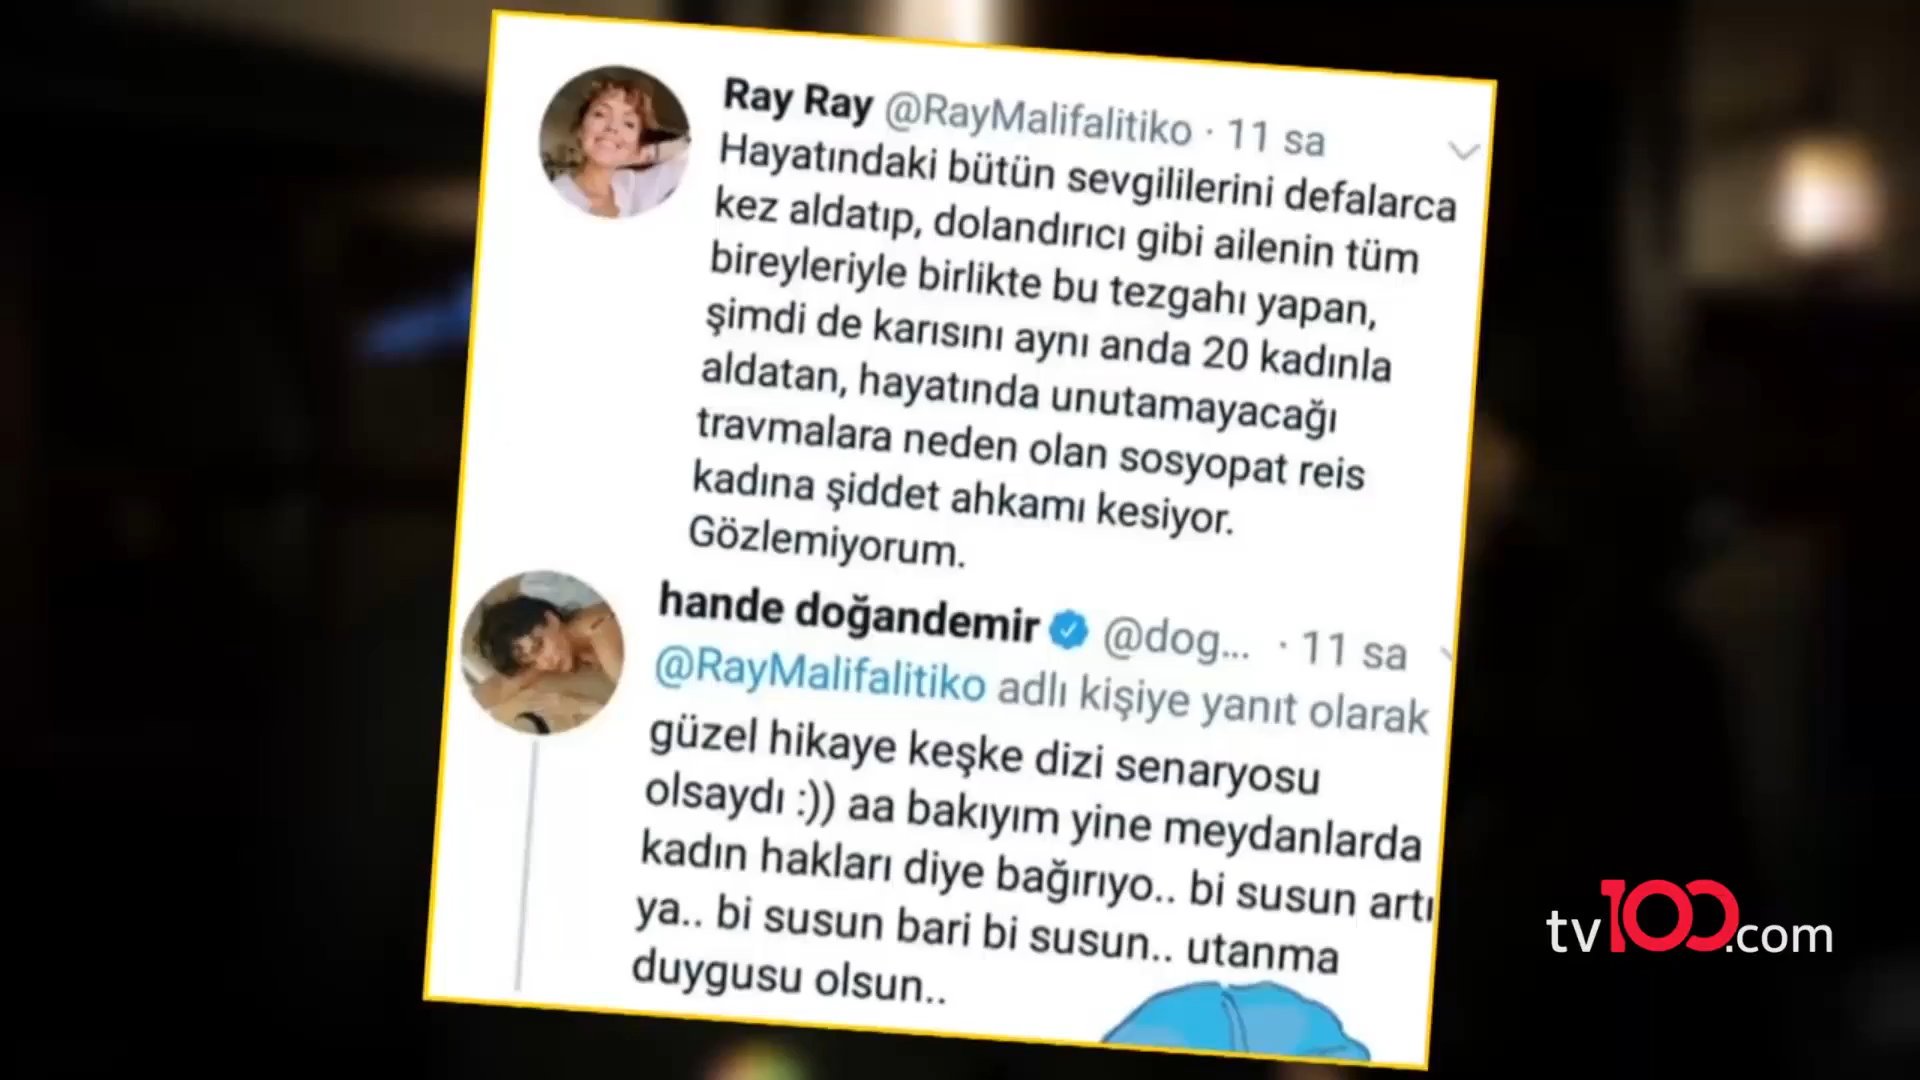 Ray Ray @RayMalifalitiko · 11 sa
Hayatındaki bütün sevgililerini defalarca
kez aldatıp, dolandırıcı gibi ailenin tüm
bireyleriyle birlikte bu tezgahı yapan,
şimdi de karısını aynı anda 20 kadınla
aldatan, hayatında unutamayacağı
travmalara neden olan sosyopat reis
kadına şiddet ahkamı kesiyor.
Gözlemiyorum.
hande doğandemir @dog... · 11 sa
@RayMalifalitiko adlı kişiye yanıt olarak
güzel hikaye keşke dizi senaryosu
olsaydı :)) aa bakıyım yine meydanlarda
kadın hakları diye bağırıyo.. bi susun artı
ya.. bi susun bari bi susun.. utanma
duygusu olsun..
tv100.com